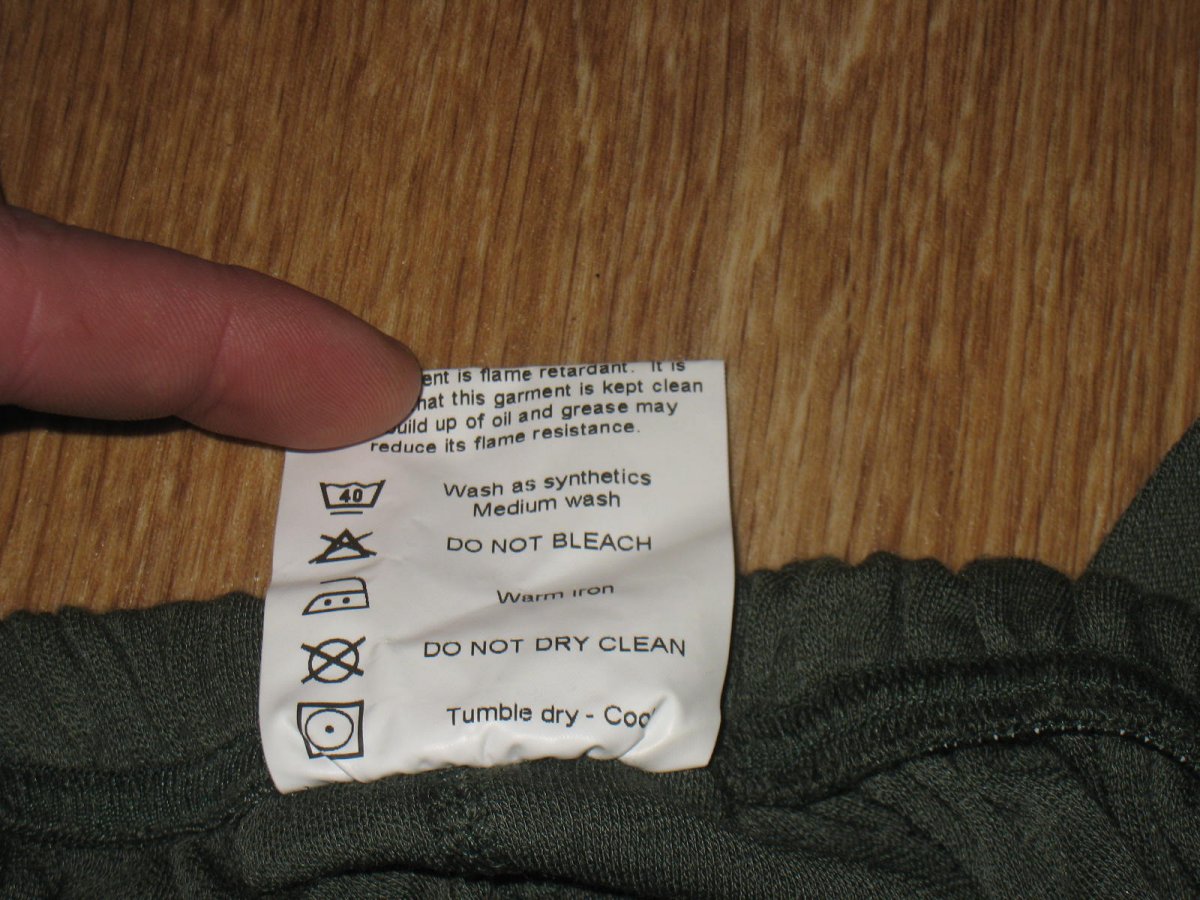 ent is flame retardant. It is
hat this garment is kept clean
uild up of oil and grease may
reduce its flame resistance.
40
Wash as synthetics
Medium wash
DO NOT BLEACH
Warm iron
DO NOT DRY CLEAN
Tumble dry - Coo